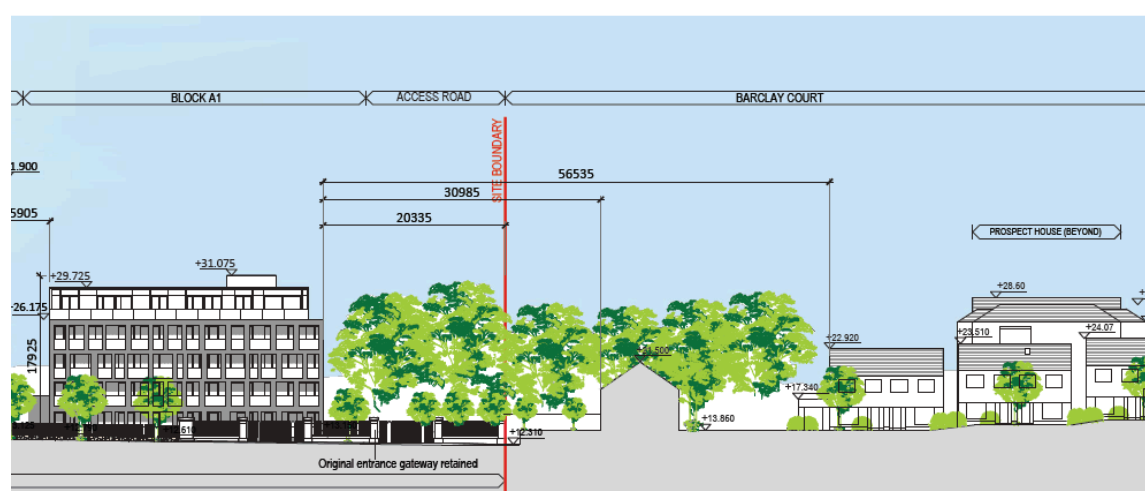 BLOCK A1
ACCESS ROAD
BARCLAY COURT
SITE BOUNDARY
1.900
56535
30985
5905
20335
PROSPECT HOUSE (BEYOND)
+31.075
+29.725
+28.60
26.175
+22.920
+23.510
+24.07
17925
+17.340
+13.860
+12.310
Original entrance gateway retained